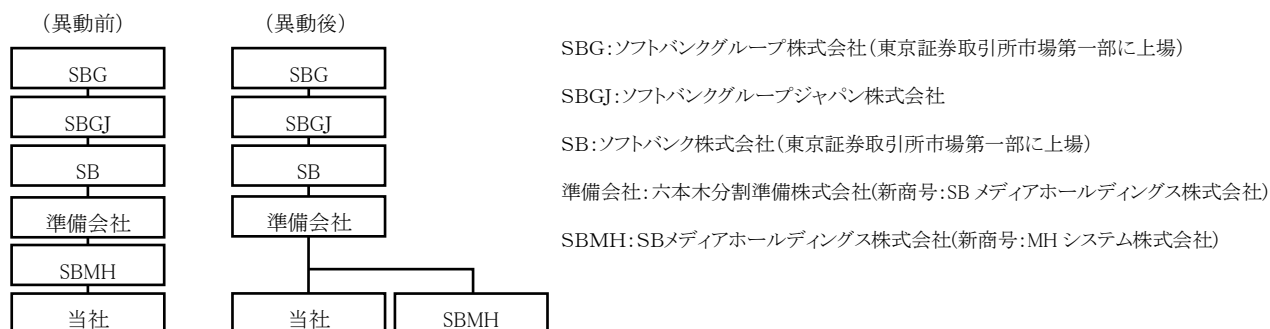 (異動前)
SBG
SBGJ
SB
準備会社
SBMH
当社
(異動後)
SBG
SBGJ
SB
準備会社
当社
SBMH
SBG:ソフトバンクグループ株式会社(東京証券取引所市場第一部に上場)
SBGJ:ソフトバンクグループジャパン株式会社
SB:ソフトバンク株式会社(東京証券取引所市場第一部に上場)
準備会社:六本木分割準備株式会社(新商号:SB メディアホールディングス株式会社)
SBMH:SBメディアホールディングス株式会社(新商号:MH システム株式会社)